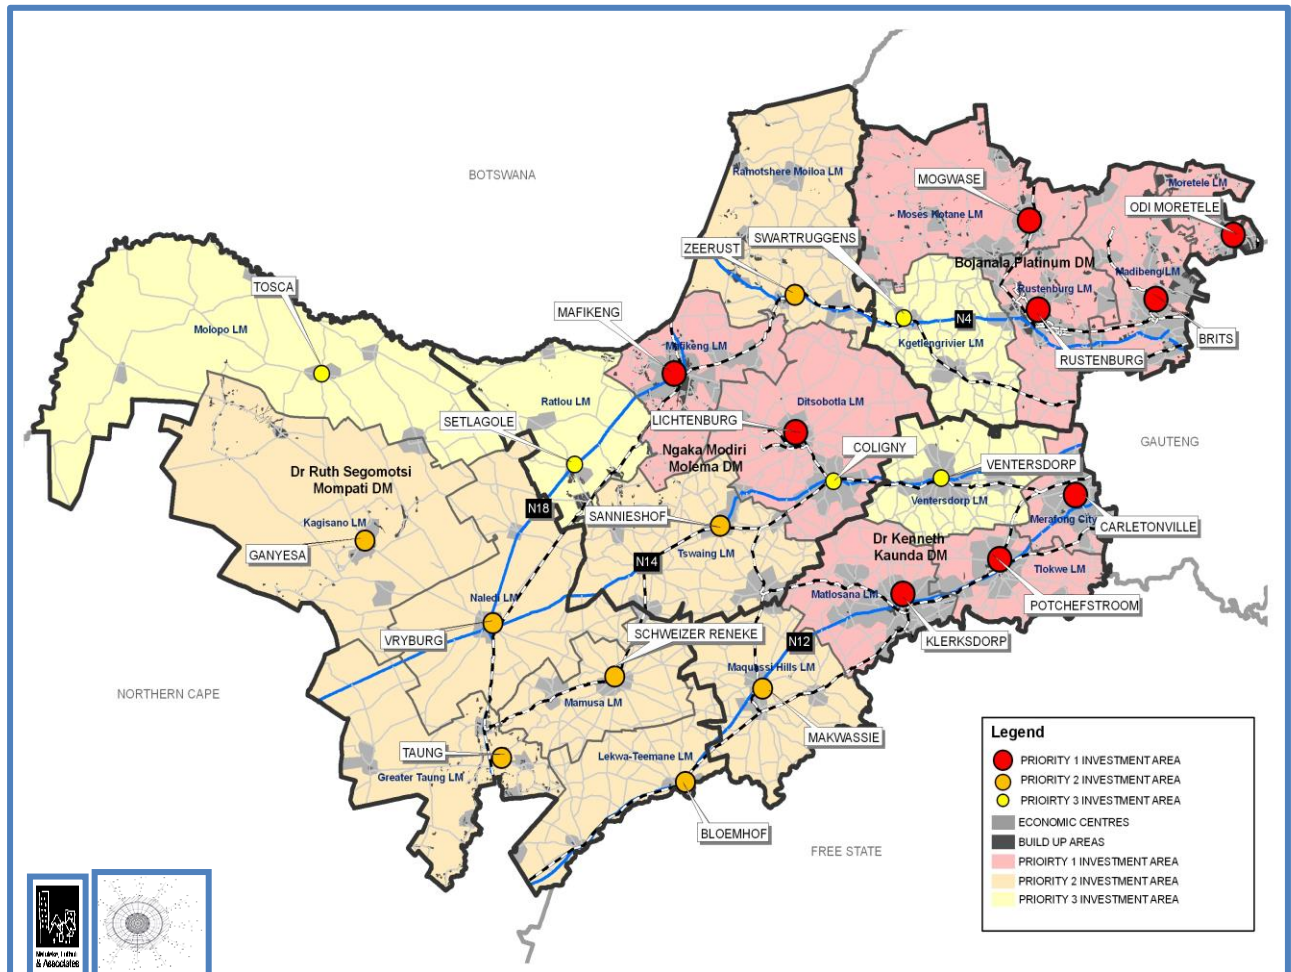 BOTSWANA
Ramotshere Moiloa LM
MOGWASE
Moretele LM
ODI MORETELE
Moses Kotane LM
SWARTRUGGENS
ZEERUST
Bojanala Platinum DM
Madibeng LM
TOSCA
Rustenburg LM
MAFIKENG
N4
Molopo LM
Mafikeng LM
Kgetlengrivier LM
BRITS
RUSTENBURG
Ratlou LM
Ditsobotla LM
SETLAGOLE
LICHTENBURG
GAUTENG
COLIGNY
Ngaka Modiri
Molema DM
Dr Ruth Segomotsi
Mompati DM
VENTERSDORP
Ventersdorp LM
N18
SANNIESHOF
Kagisano LM
Merafong City
CARLETONVILLE
GANYESA
Dr Kenneth
Kaunda DM
Tswaing LM
N14
Tlokwe LM
Naledi LM
Matlosana LM
POTCHEFSTROOM
VRYBURG
SCHWEIZER RENEKE
N12
KLERKSDORP
Maquassi Hills LM
NORTHERN CAPE
Mamusa LM
MAKWASSIE
TAUNG
Lekwa-Teemane LM
Greater Taung LM
BLOEMHOF
FREE STATE
Legend
PRIORITY 1 INVESTMENT AREA
PRIORITY 2 INVESTMENT AREA
PRIOIRTY 3 INVESTMENT AREA
ECONOMIC CENTRES
BUILD UP AREAS
PRIOIRTY 1 INVESTMENT AREA
PRIORITY 2 INVESTMENT AREA
PRIORITY 3 INVESTMENT AREA
& Associates